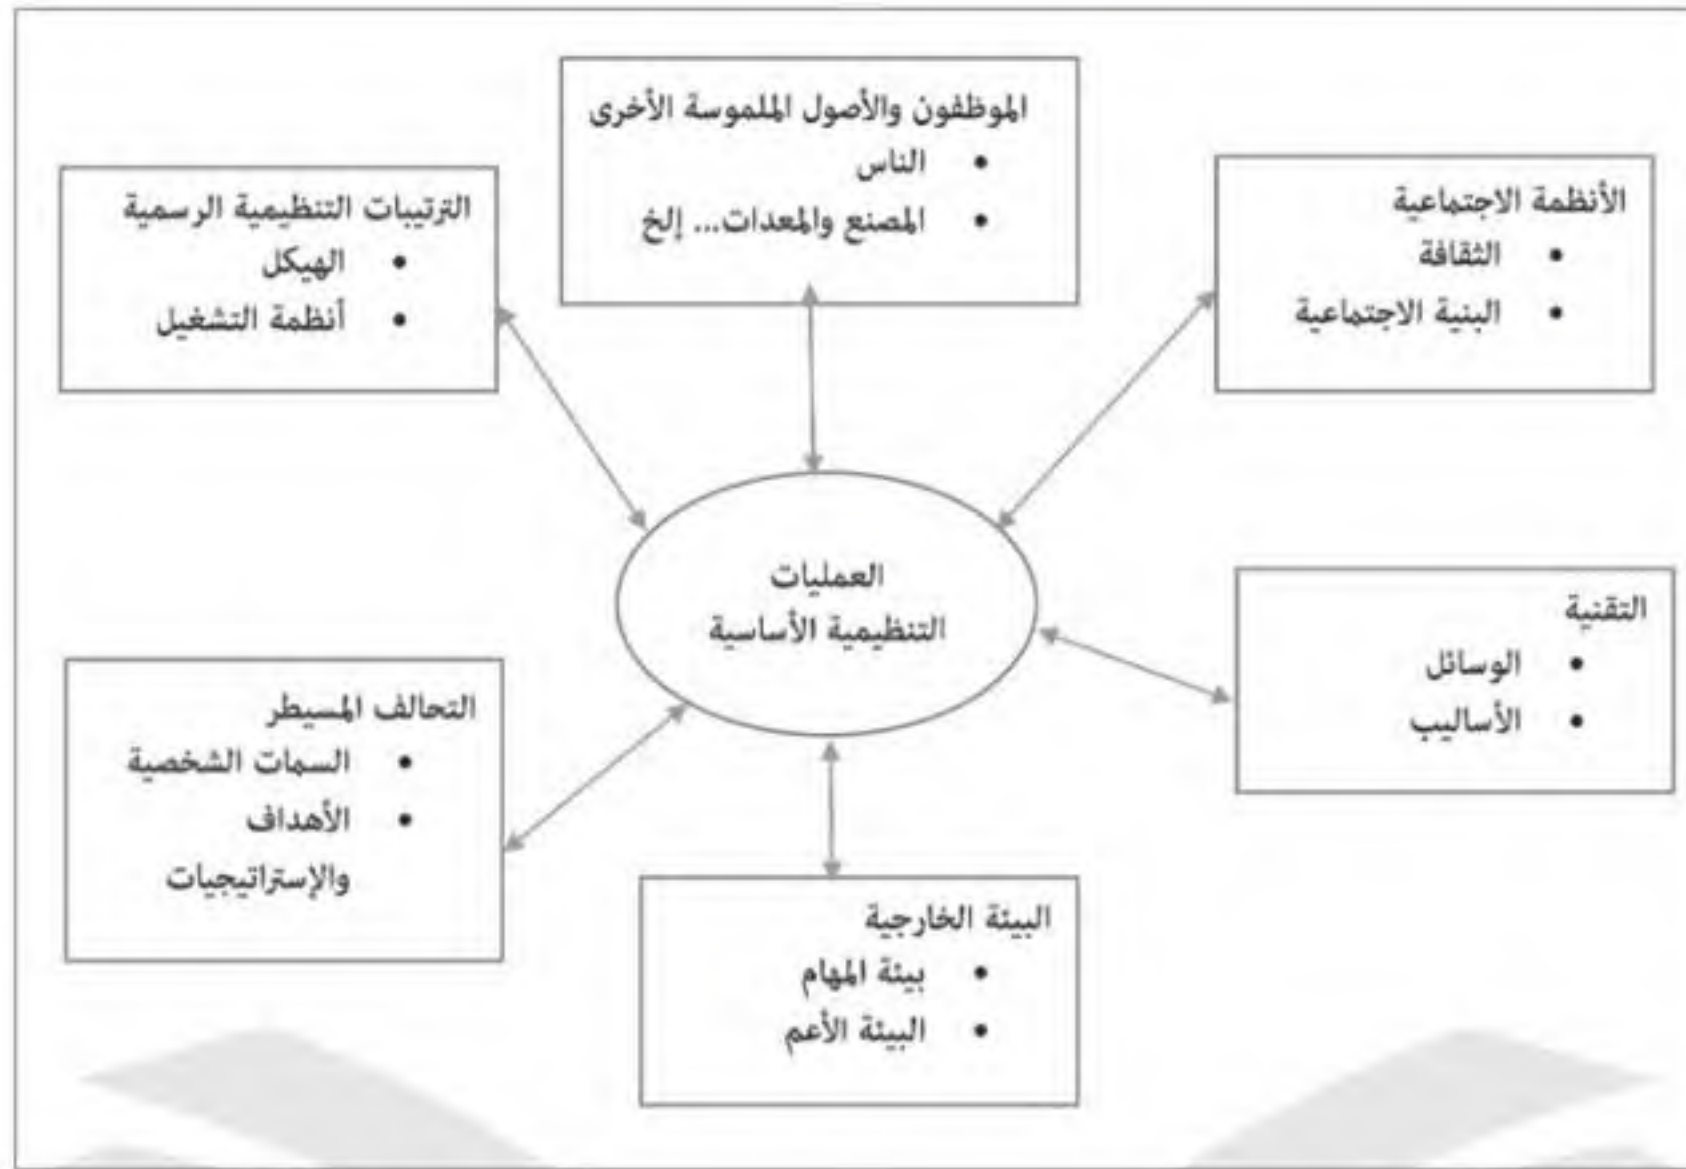 الموظفون والأصول الملموسة الأخرى
• الناس
• المصنع والمعدات... إلخ
الأنظمة الاجتماعية
• الثقافة
• البنية الاجتماعية
الترتيبات التنظيمية الرسمية
• الهيكل
• أنظمة التشغيل
العمليات
التنظيمية الأساسية
التقنية
• الوسائل
• الأساليب
التحالف المسيطر
• السمات الشخصية
• الأهداف
والإستراتيجيات
البيئة الخارجية
• بيئة المهام
• البيئة الأعم